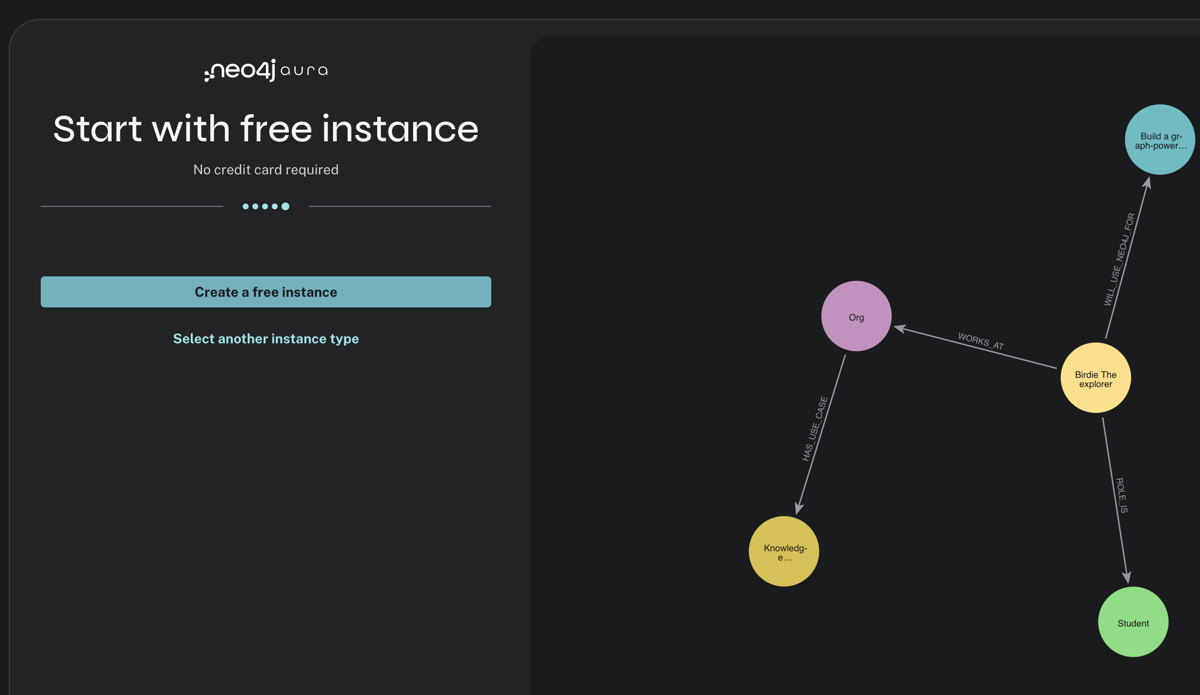 neo4j aura
Start with free instance
No credit card required
Create a free instance
Select another instance type
Build a gr-
aph-power...
WILL_USE_NEO4J_FOR
Org
WORKS_AT
Birdie The
explorer
HAS_USE_CASE
ROLE_IS
Knowledg-
e...
Student